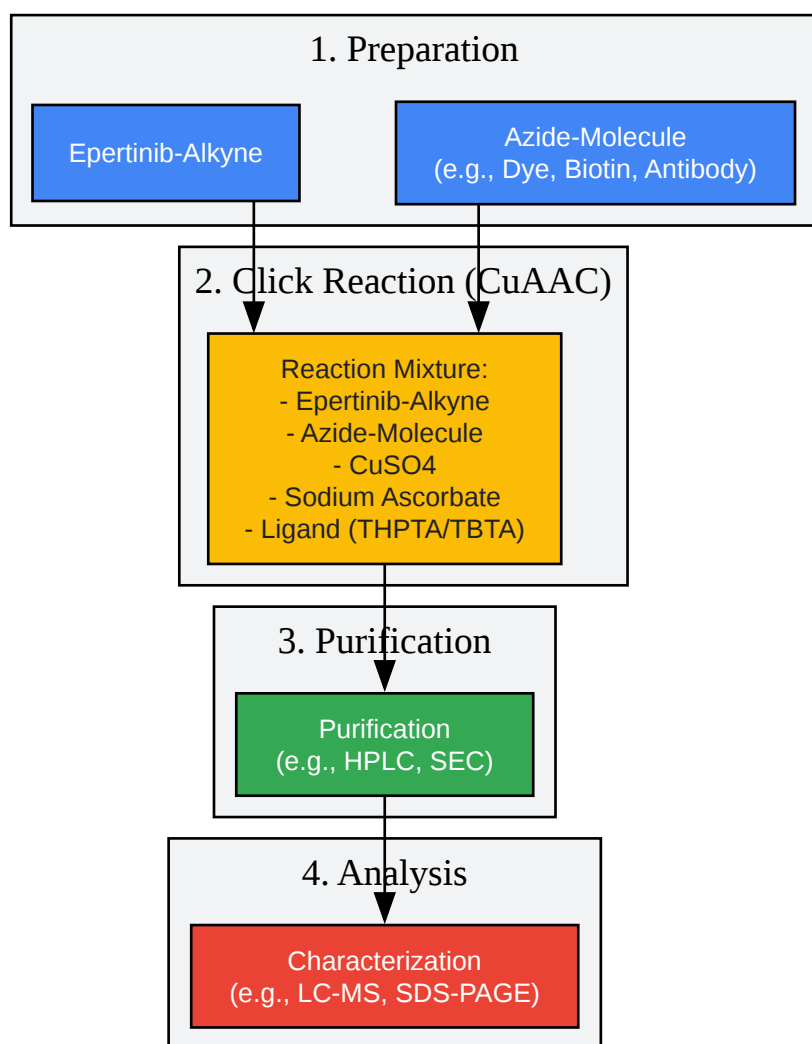 1. Preparation
Epertinib-Alkyne
Azide-Molecule
(e.g., Dye, Biotin, Antibody)
2. Click Reaction (CuAAC)
Reaction Mixture:
- Epertinib-Alkyne
- Azide-Molecule
- CuSO4
- Sodium Ascorbate
- Ligand (THPTA/TBTA)
3. Purification
Purification
(e.g., HPLC, SEC)
4. Analysis
Characterization
(e.g., LC-MS, SDS-PAGE)